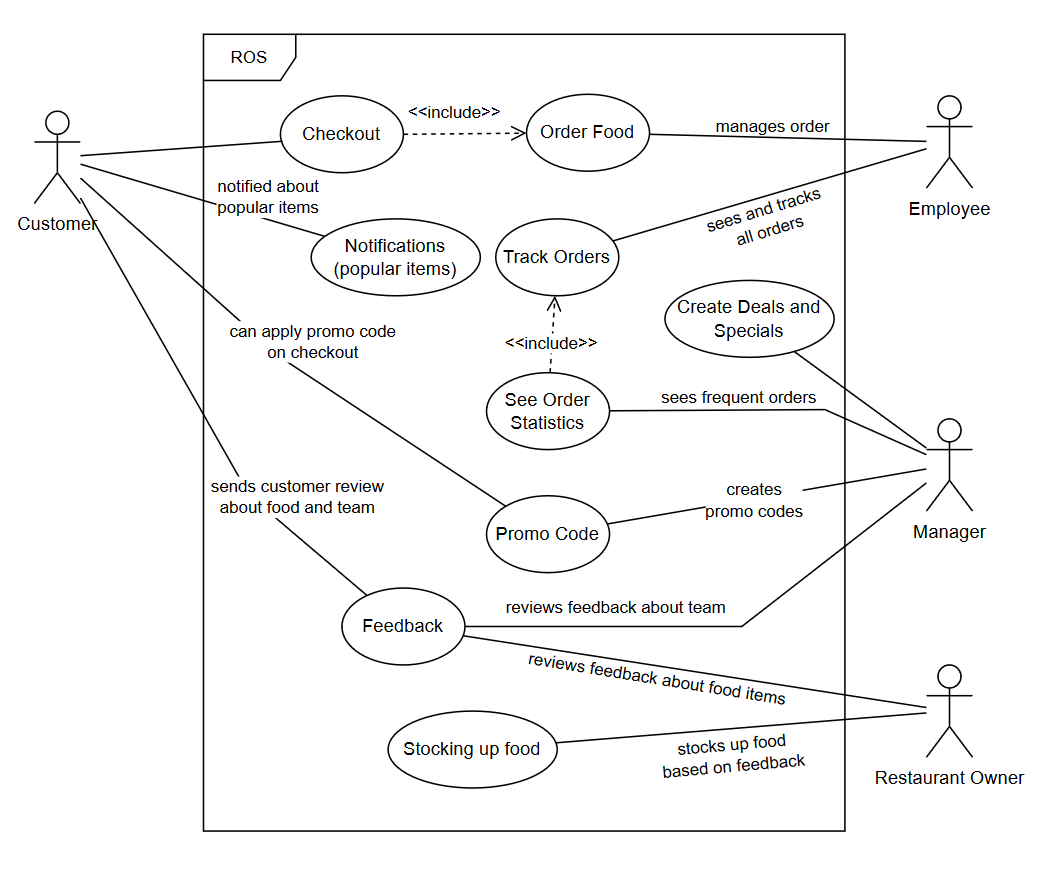 ROS
<<include>>
Checkout
Order Food
manages order
Customer
Employee
notified about
popular items
sees and tracks
all orders
Notifications
(popular items)
Track Orders
Create Deals and
Specials
can apply promo code
on checkout
<<include>>
See Order
Statistics
sees frequent orders
sends customer review
about food and team
creates
promo codes
Promo Code
Manager
reviews feedback about team
Feedback
reviews feedback about food items
Stocking up food
stocks up food
based on feedback
Restaurant Owner